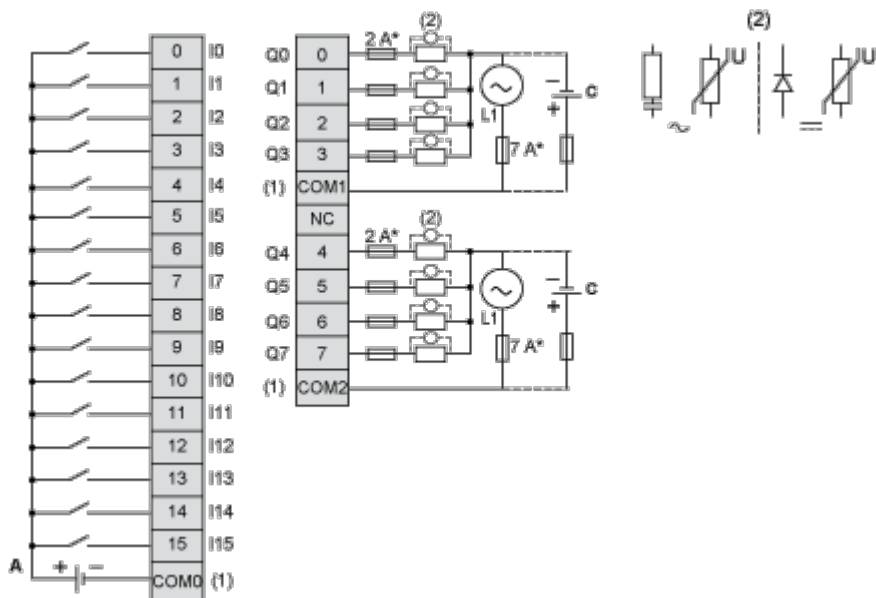 0 I0
1 I1
2 I2
3 I3
4 I4
5 I5
6 I6
7 I7
8 I8
9 I9
10 I10
11 I11
12 I12
13 I13
14 I14
15 I15
A + − COM0 (1)
(2)
2 A*
Q0 0
Q1 1
Q2 2
Q3 3
(1) COM1
L1
7 A*
− + C
NC
(2)
2 A*
Q4 4
Q5 5
Q6 6
Q7 7
(1) COM2
L1
7 A*
− + C
(2)
U U